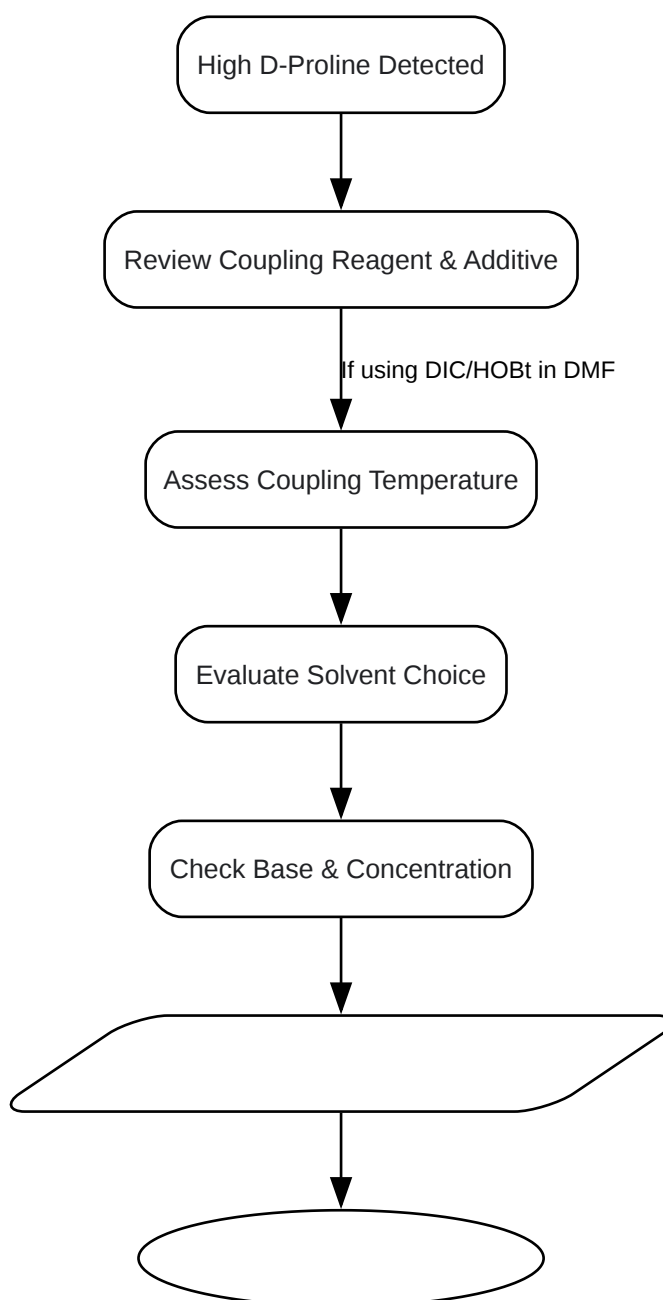 High D-Proline Detected
Review Coupling Reagent & Additive
If using DIC/HOBt in DMF
Assess Coupling Temperature
Evaluate Solvent Choice
Check Base & Concentration